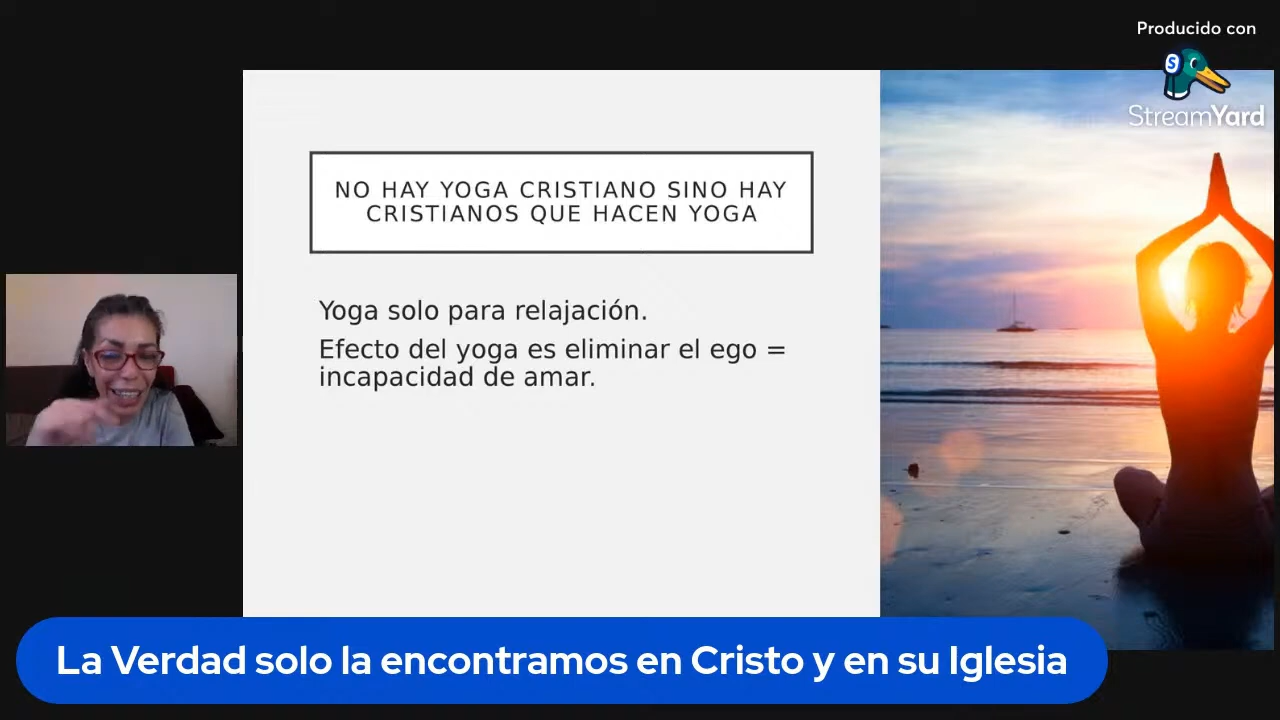 Producido con
StreamYard
NO HAY YOGA CRISTIANO SINO HAY
CRISTIANOS QUE HACEN YOGA
Yoga solo para relajación.
Efecto del yoga es eliminar el ego =
incapacidad de amar.
La Verdad solo la encontramos en Cristo y en su Iglesia